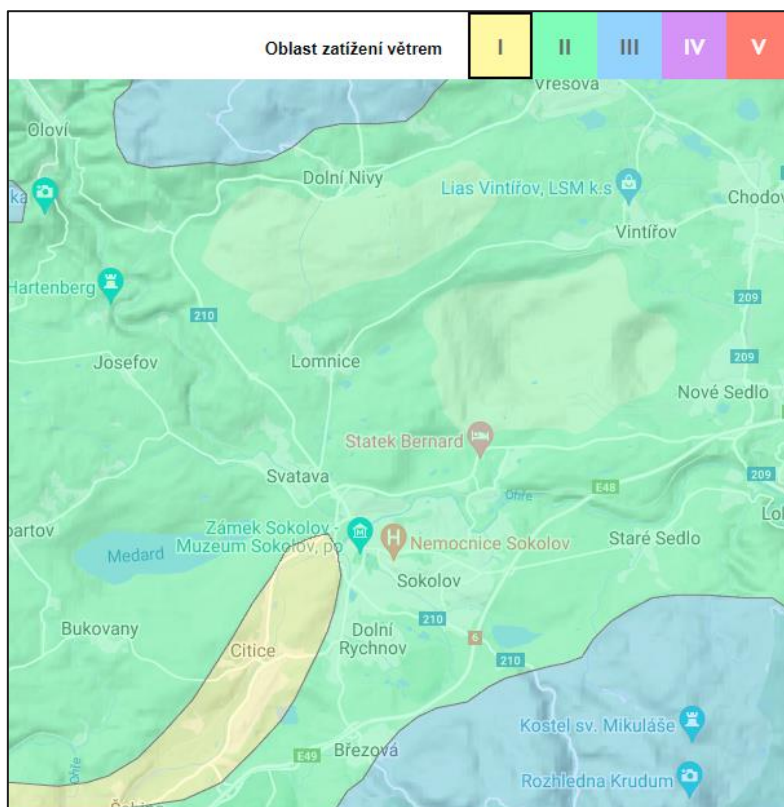 Oblast zatížení větrem
I
II
III
IV
V
Vřesová
Oloví
Dolní Nivy
Lias Vintířov, LSM k.s
Chodov
Vintířov
Hartenberg
209
210
Josefov
Lomnice
209
Nové Sedlo
Statek Bernard
Svatava
209
E48
Ohře
Zámek Sokolov -
Muzeum Sokolov, po
Medard
Nemocnice Sokolov
Staré Sedlo
Sokolov
210
Bukovany
Dolní
Rychnov
6
Citice
210
Kostel sv. Mikuláše
Březová
E49
Ohře
Rozhledna Krudum